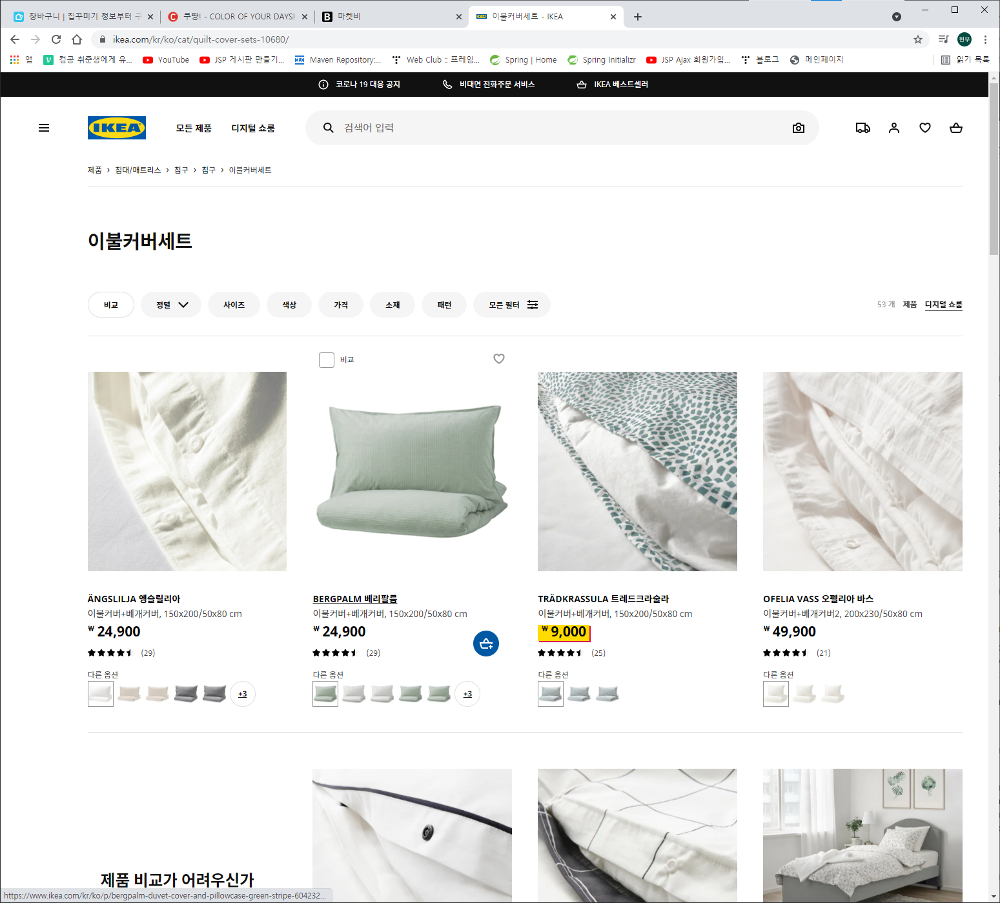 장바구니 | 집꾸미기 정보부터 구
쿠팡! - COLOR OF YOUR DAYS!
마켓비
이불커버세트 - IKEA
ikea.com/kr/ko/cat/quilt-cover-sets-10680/
현우
앱
컴공 취준생에게 유...
YouTube
JSP 게시판 만들기...
Maven Repository:...
Web Club :: 프레임...
Spring | Home
Spring Initializr
JSP Ajax 회원가입...
블로그
메인페이지
읽기 목록
코로나 19 대응 공지
비대면 전화주문 서비스
IKEA 베스트셀러
IKEA
모든 제품
디지털 쇼룸
검색어 입력
제품 > 침대/매트리스 > 침구 > 침구 > 이불커버세트
이불커버세트
비교
정렬
사이즈
색상
가격
소재
패턴
모든 필터
53 개
제품
디지털 쇼룸
비교
ÄNGSLILJA 엥슬릴리아
이불커버+베개커버, 150x200/50x80 cm
₩ 24,900
(29)
다른 옵션
+3
BERGPALM 베리팔름
이불커버+베개커버, 150x200/50x80 cm
₩ 24,900
(29)
다른 옵션
+3
TRÄDKRASSULA 트레드크라술라
이불커버+베개커버, 150x200/50x80 cm
₩ 9,000
(25)
다른 옵션
OFELIA VASS 오펠리아 바스
이불커버+베개커버2, 200x230/50x80 cm
₩ 49,900
(21)
다른 옵션
제품 비교가 어려우신가
https://www.ikea.com/kr/ko/p/bergpalm-duvet-cover-and-pillowcase-green-stripe-604232...